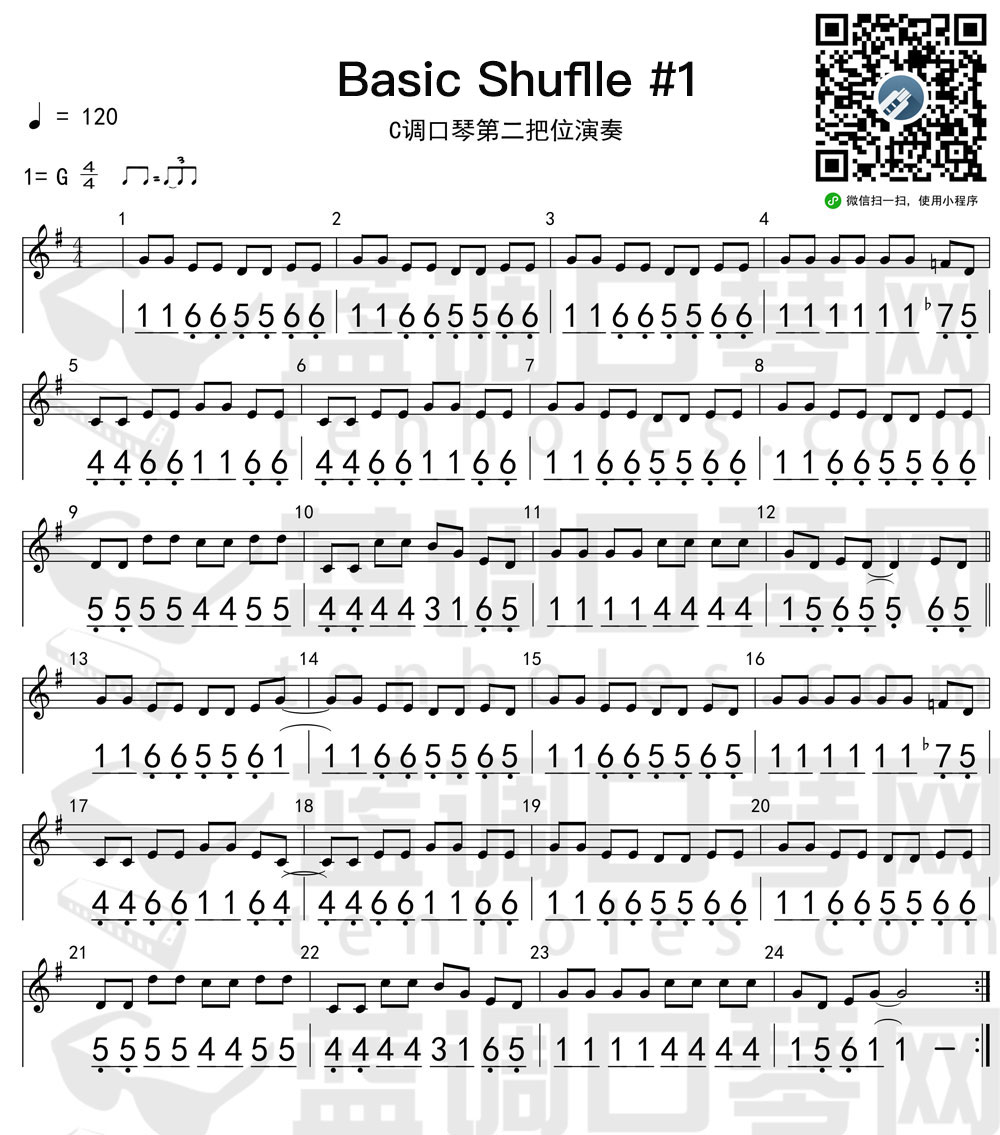 Basic Shuflle #1
C调口琴第二把位演奏
♩ = 120
1= G 4/4
3
微信扫一扫，使用小程序
1 2 3 4
4 4
1 1 6 6 5 5 6 6 | 1 1 6 6 5 5 6 6 | 1 1 6 6 5 5 6 6 | 1 1 1 1 1 1 ♭7 5
5 6 7 8
4 4 6 6 1 1 6 6 | 4 4 6 6 1 1 6 6 | 1 1 6 6 5 5 6 6 | 1 1 6 6 5 5 6 6
9 10 11 12
5 5 5 5 4 4 5 5 | 4 4 4 4 3 1 6 5 | 1 1 1 1 4 4 4 4 | 1 5 6 5 5 6 5
13 14 15 16
1 1 6 6 5 5 6 1 | 1 1 6 6 5 5 6 5 | 1 1 6 6 5 5 6 5 | 1 1 1 1 1 1 ♭7 5
17 18 19 20
4 4 6 6 1 1 6 4 | 4 4 6 6 1 1 6 6 | 1 1 6 6 5 5 6 6 | 1 1 6 6 5 5 6 6
21 22 23 24
5 5 5 5 4 4 5 5 | 4 4 4 4 3 1 6 5 | 1 1 1 1 4 4 4 4 | 1 5 6 1 1 –
蓝调口琴网
tenholes.com